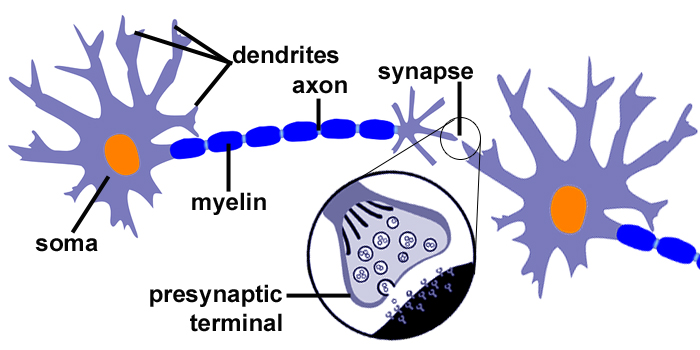 dendrites
axon
synapse
myelin
soma
presynaptic
terminal